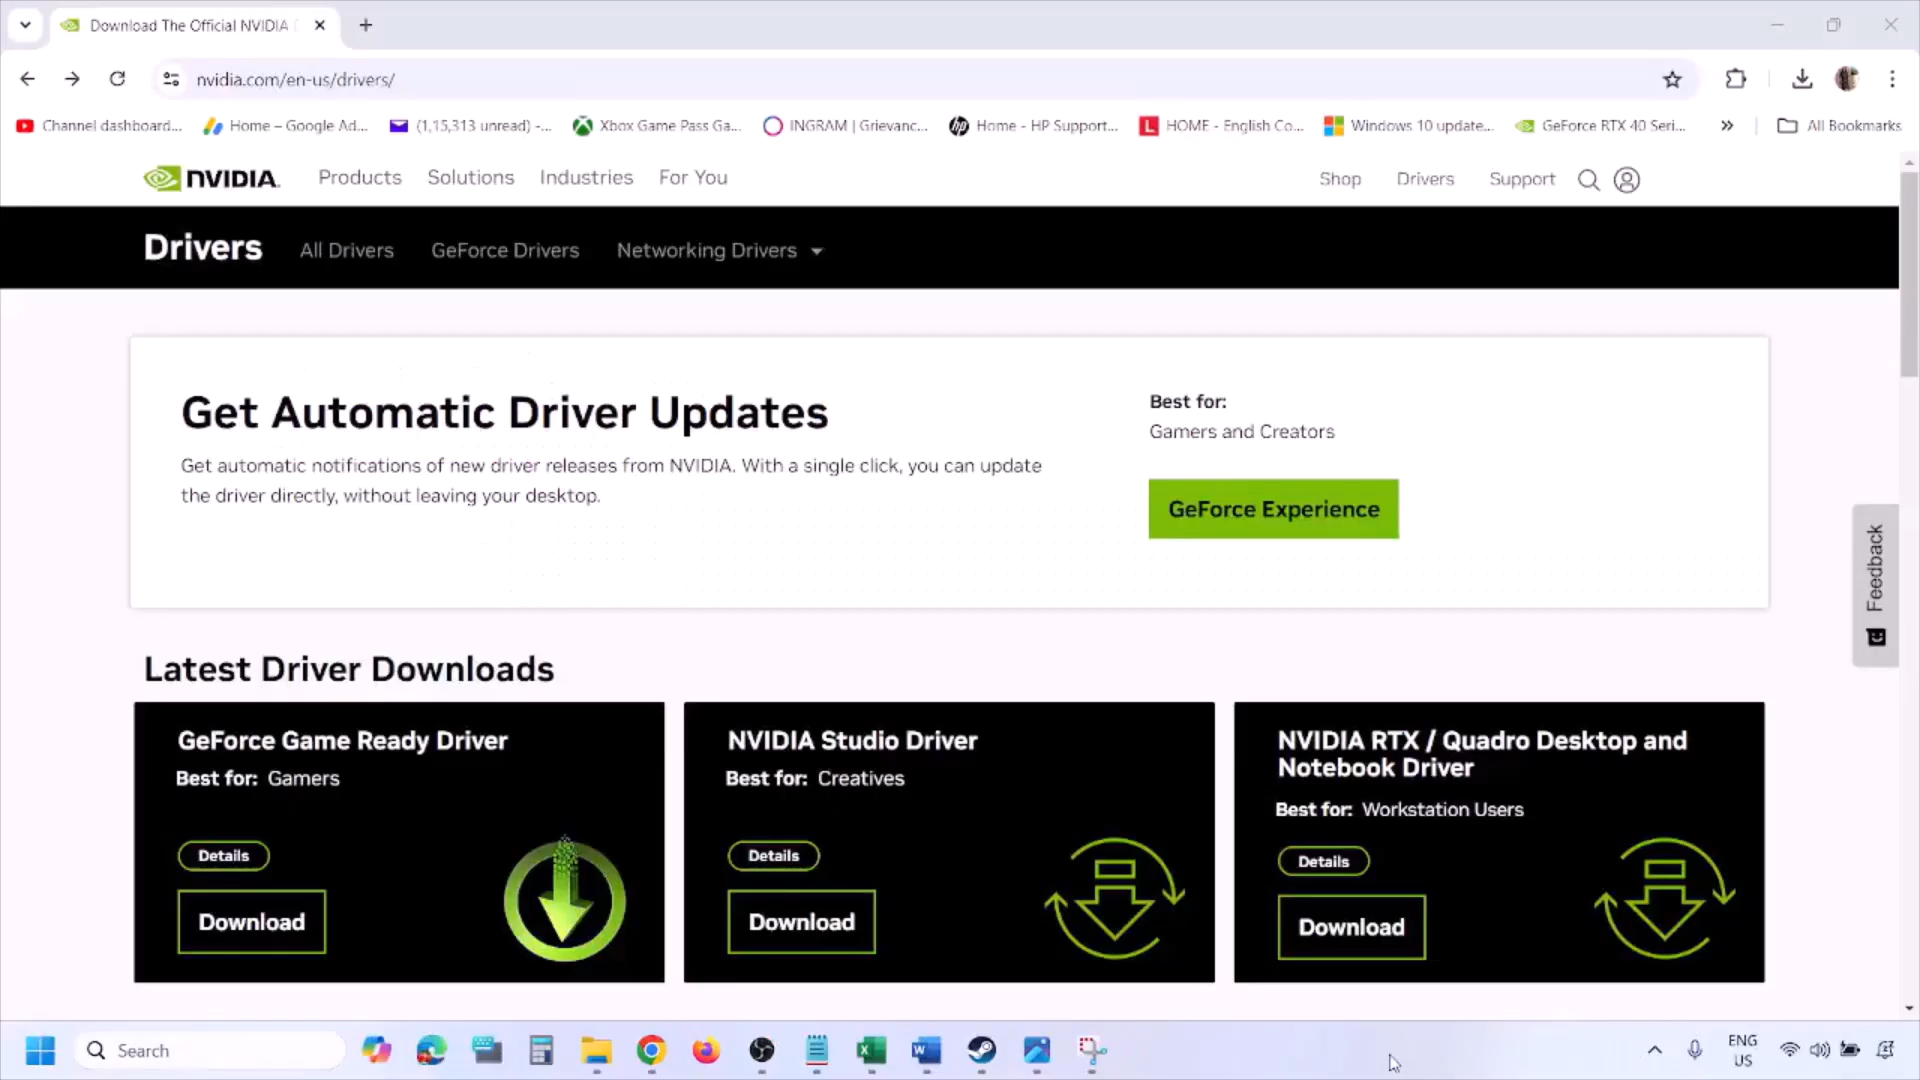 Download The Official NVIDIA
nvidia.com/en-us/drivers/
Channel dashboard...
Home – Google Ad...
(1,15,313 unread) -...
Xbox Game Pass Ga...
INGRAM | Grievanc...
Home - HP Support...
HOME - English Co...
Windows 10 update...
GeForce RTX 40 Seri...
All Bookmarks
NVIDIA.
Products
Solutions
Industries
For You
Shop
Drivers
Support
Drivers
All Drivers
GeForce Drivers
Networking Drivers
Get Automatic Driver Updates
Get automatic notifications of new driver releases from NVIDIA. With a single click, you can update
the driver directly, without leaving your desktop.
Best for:
Gamers and Creators
GeForce Experience
Feedback
Latest Driver Downloads
GeForce Game Ready Driver
Best for: Gamers
Details
Download
NVIDIA Studio Driver
Best for: Creatives
Details
Download
NVIDIA RTX / Quadro Desktop and
Notebook Driver
Best for: Workstation Users
Details
Download
Search
ENG
US